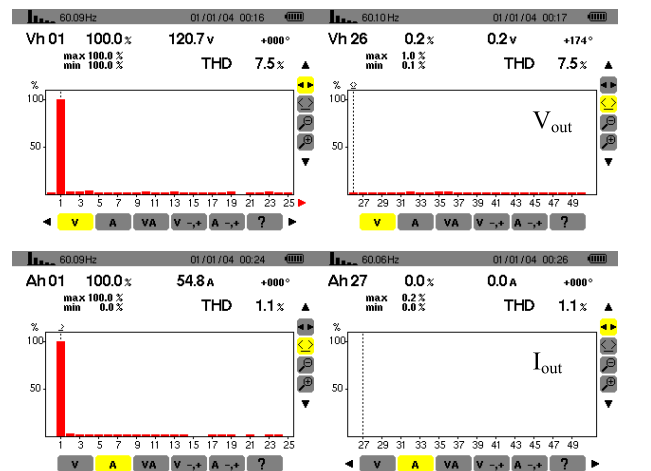 60.09Hz 01/01/04 00:16
Vh 01 100.0 % 120.7 v +000°
max 100.0 %
min 100.0 %
THD 7.5 %
%
100
50
1 3 5 7 9 11 13 15 17 19 21 23 25
V A VA V -,+ A -,+ ?
60.10 Hz 01/01/04 00:17
Vh 26 0.2 % 0.2 v +174°
max 1.0 %
min 0.1 %
THD 7.5 %
%
100
50
Vout
27 29 31 33 35 37 39 41 43 45 47 49
V A VA V -,+ A -,+ ?
60.09Hz 01/01/04 00:24
Ah 01 100.0 % 54.8 A +000°
max 100.0 %
min 0.0 %
THD 1.1 %
%
100
50
1 3 5 7 9 11 13 15 17 19 21 23 25
V A VA V -,+ A -,+ ?
60.06Hz 01/01/04 00:26
Ah 27 0.0 % 0.0 A +000°
max 0.2 %
min 0.0 %
THD 1.1 %
%
100
50
Iout
27 29 31 33 35 37 39 41 43 45 47 49
V A VA V -,+ A -,+ ?